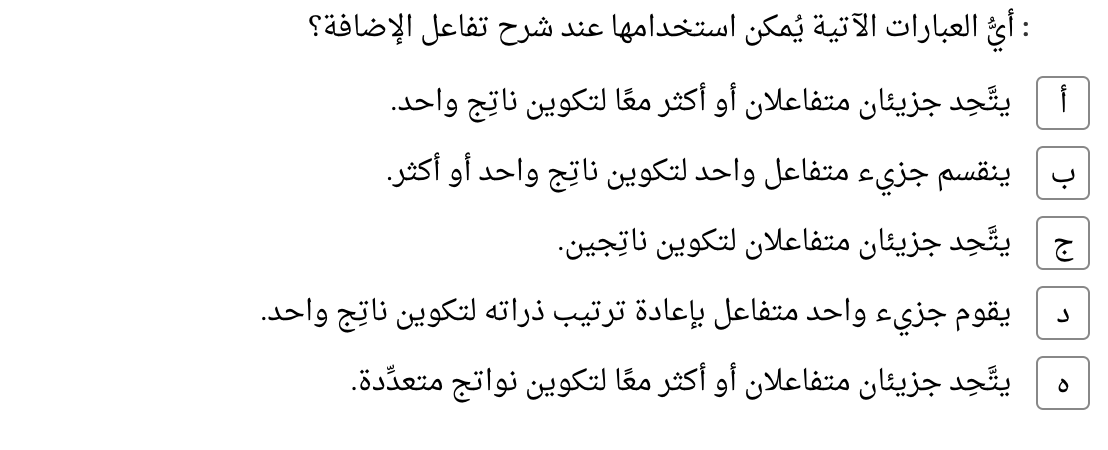 : أيُّ العبارات الآتية يُمكن استخدامها عند شرح تفاعل الإضافة؟
أ يتَّحِد جزيئان متفاعلان أو أكثر معًا لتكوين ناتِج واحد.
ب ينقسم جزيء متفاعل واحد لتكوين ناتِج واحد أو أكثر.
ج يتَّحِد جزيئان متفاعلان لتكوين ناتِجين.
د يقوم جزيء واحد متفاعل بإعادة ترتيب ذراته لتكوين ناتِج واحد.
ه يتَّحِد جزيئان متفاعلان أو أكثر معًا لتكوين نواتج متعدِّدة.